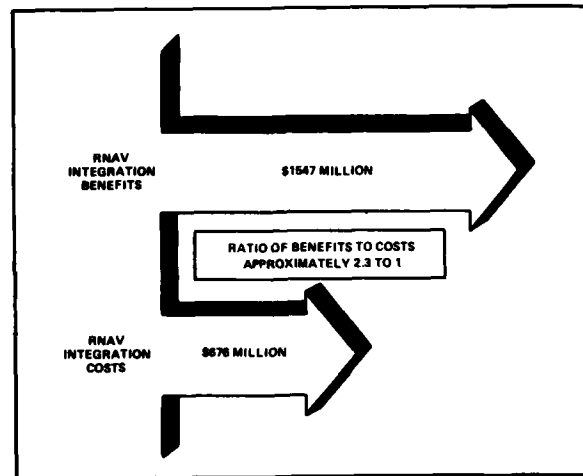 RNAV
INTEGRATION
BENEFITS
$1547 MILLION
RATIO OF BENEFITS TO COSTS
APPROXIMATELY 2.3 TO 1
RNAV
INTEGRATION
COSTS
$676 MILLION